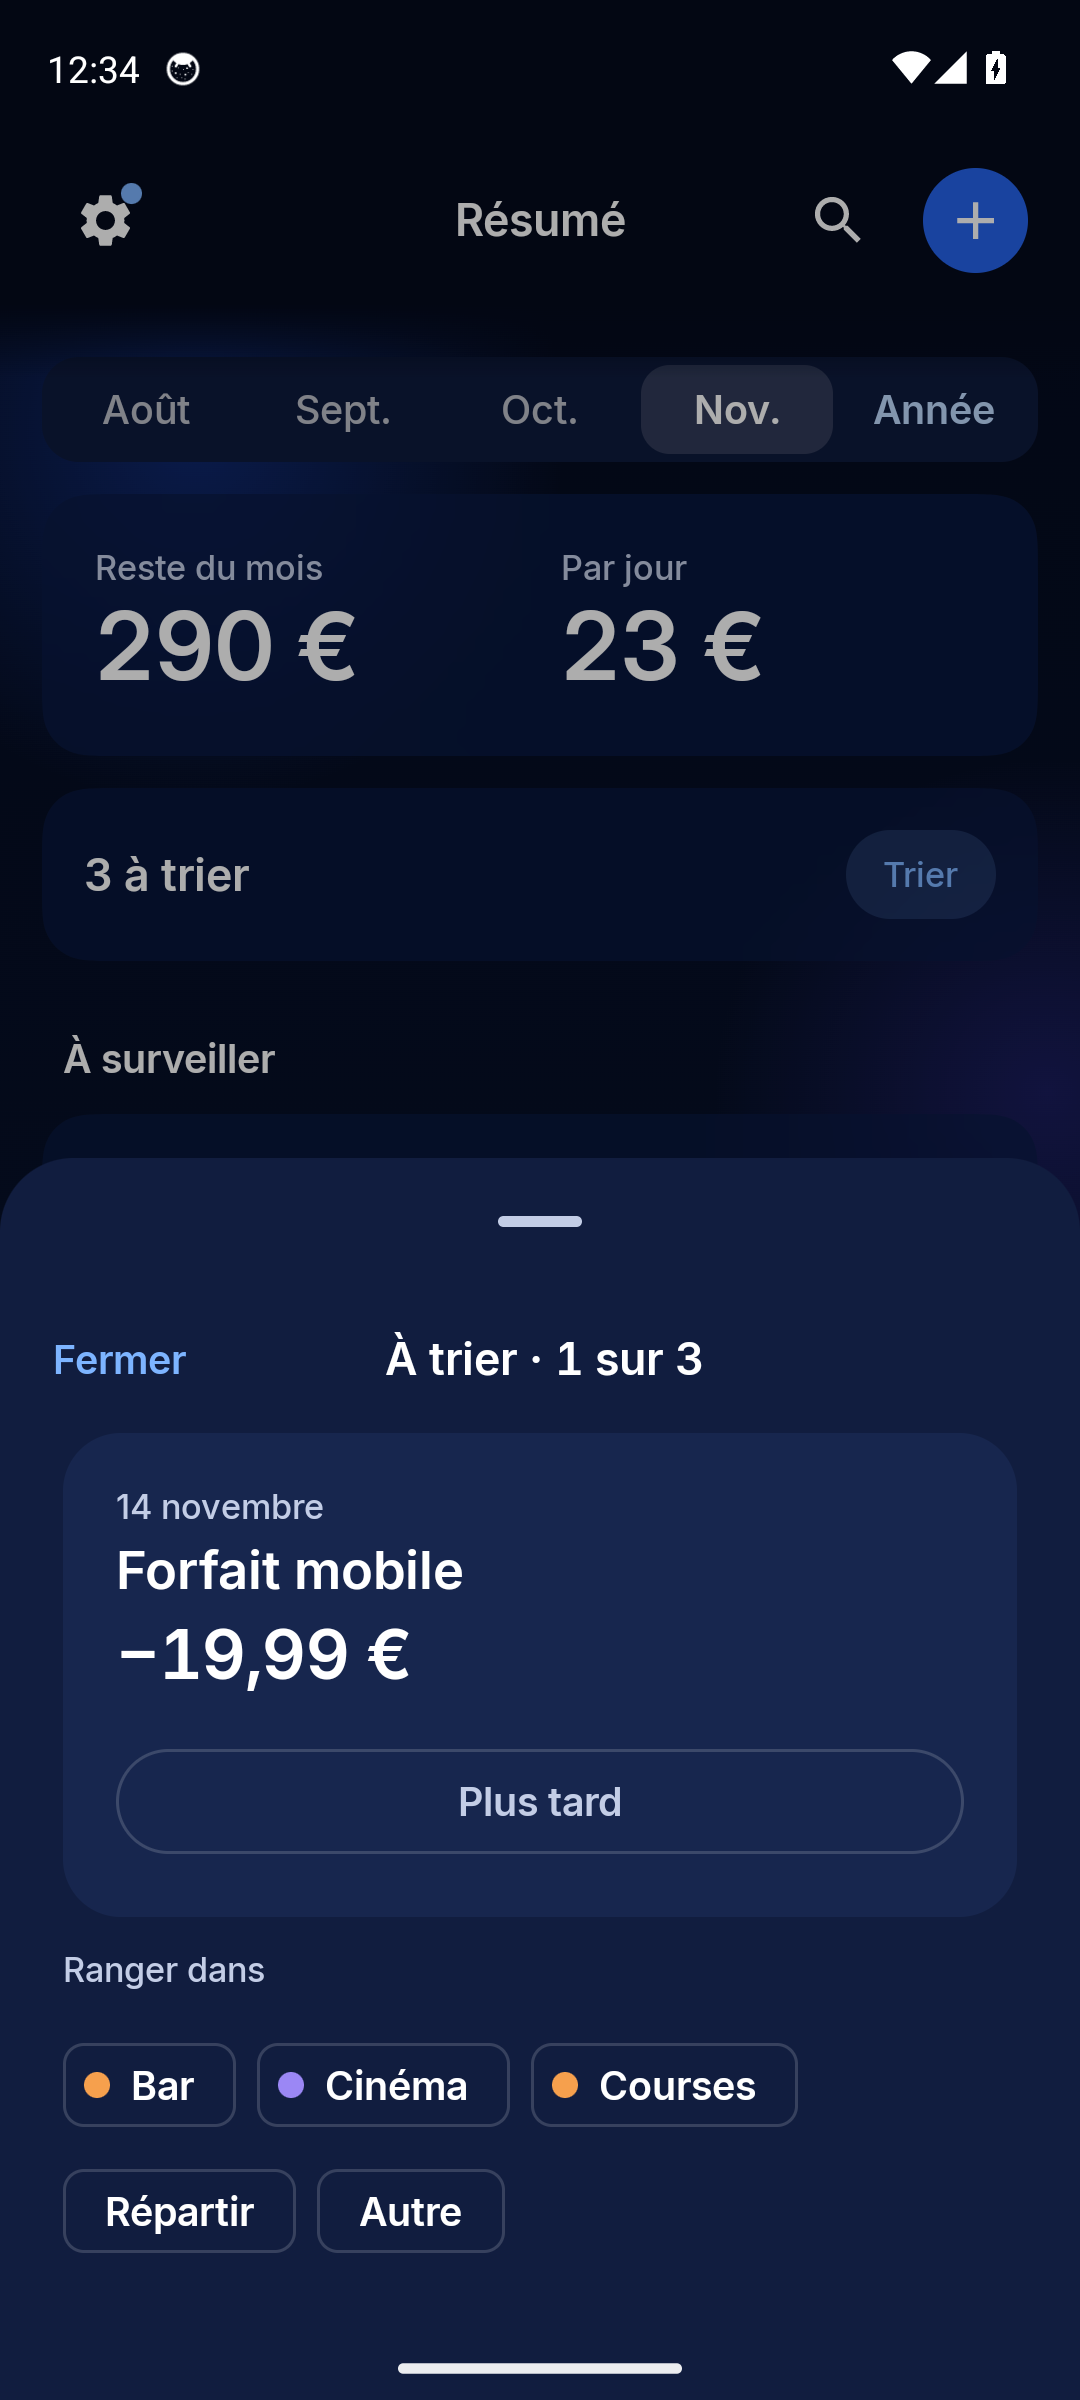 12:34
Résumé
Août Sept. Oct. Nov. Année
Reste du mois Par jour
290 € 23 €
3 à trier Trier
À surveiller
Fermer À trier · 1 sur 3
14 novembre
Forfait mobile
−19,99 €
Plus tard
Ranger dans
Bar Cinéma Courses
Répartir Autre